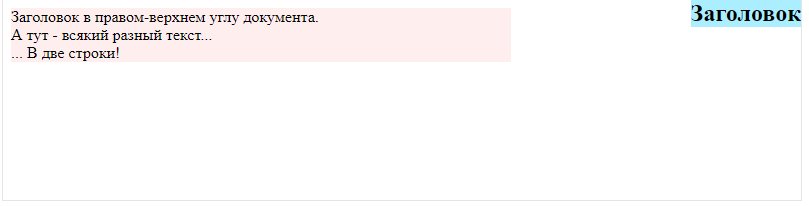 Заголовок в правом-верхнем углу документа.
А тут - всякий разный текст...
... В две строки!
Заголовок